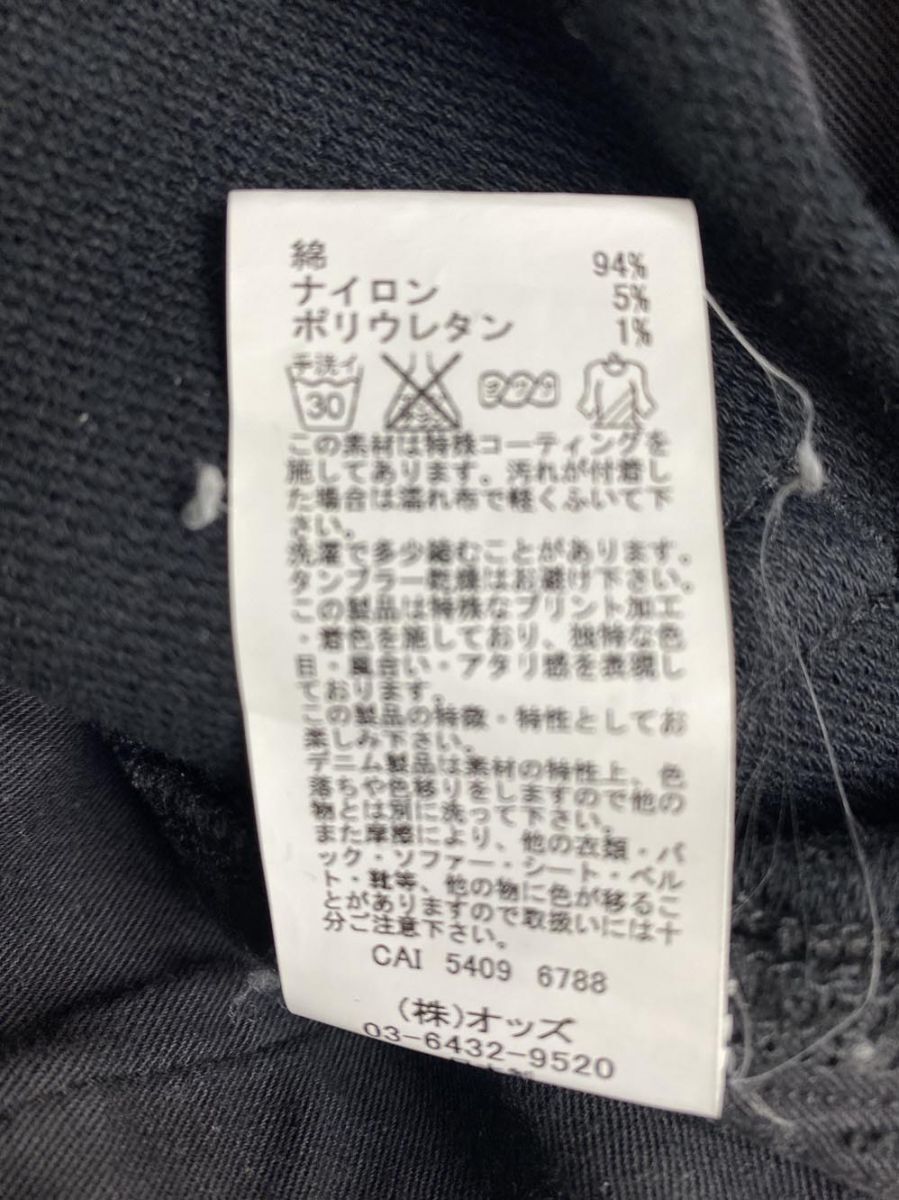 綿 94%
ナイロン 5%
ポリウレタン 1%
手洗イ
30
この素材は特殊コーティングを
施してあります。汚れが付着し
た場合は濡れ布で軽くふいて下
さい。
洗濯で多少縮むことがあります。
タンブラー乾燥はお避け下さい。
この製品は特殊なプリント加工
・着色を施しており、独特な色
目・風合い・アタリ感を表現し
ております。
この製品の特徴・特性としてお
楽しみ下さい。
デニム製品は素材の特性上、色
落ちや色移りをしますので他の
物とは別に洗って下さい。
また摩擦により、他の衣類・バ
ック・ソファー・シート・ベル
ト・靴等、他の物に色が移るこ
とがありますので取扱いには十
分ご注意下さい。
CAI 5409 6788
(株)オッズ
03-6432-9520